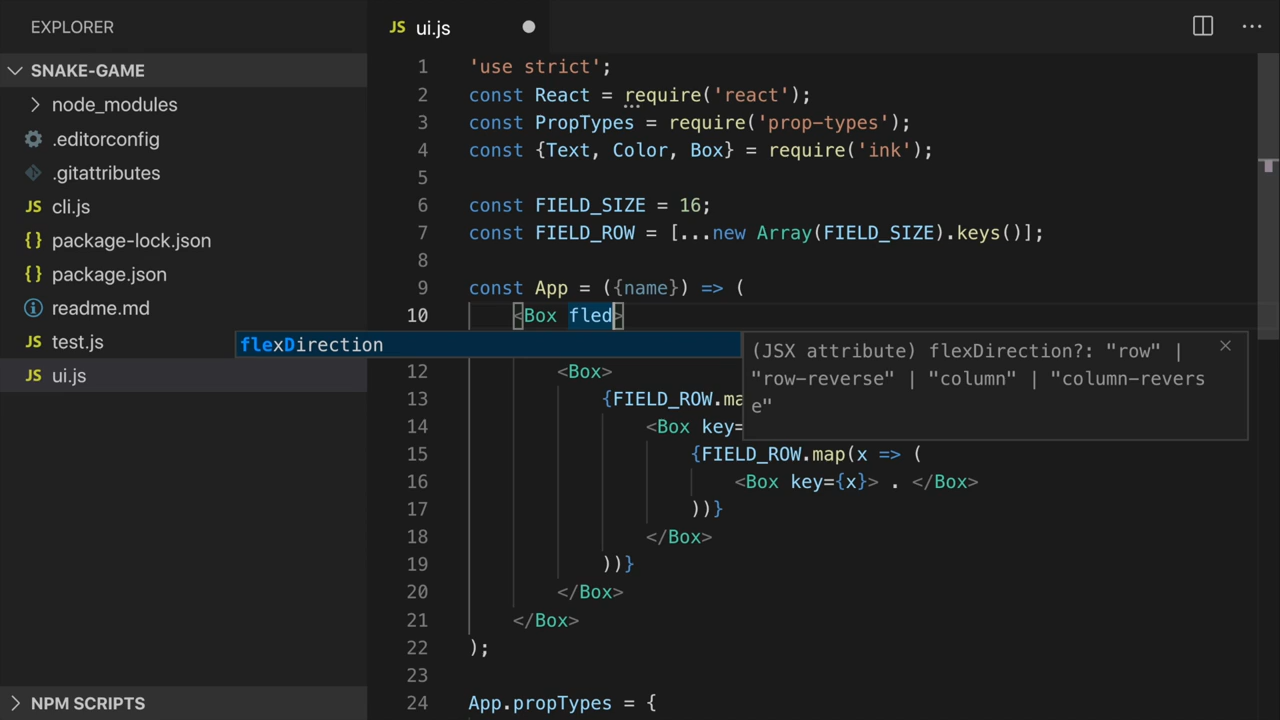 EXPLORER
SNAKE-GAME
node_modules
.editorconfig
.gitattributes
JS cli.js
{} package-lock.json
{} package.json
readme.md
JS test.js
JS ui.js
NPM SCRIPTS
JS ui.js
1 'use strict';
2 const React = require('react');
3 const PropTypes = require('prop-types');
4 const {Text, Color, Box} = require('ink');
5
6 const FIELD_SIZE = 16;
7 const FIELD_ROW = [...new Array(FIELD_SIZE).keys()];
8
9 const App = ({name}) => (
10 <Box fled>
flexDirection
(JSX attribute) flexDirection?: "row" |
"row-reverse" | "column" | "column-revers
e"
12 <Box>
13 {FIELD_ROW.ma
14 <Box key=
15 {FIELD_ROW.map(x => (
16 <Box key={x}> . </Box>
17 ))}
18 </Box>
19 ))}
20 </Box>
21 </Box>
22 );
23
24 App.propTypes = {